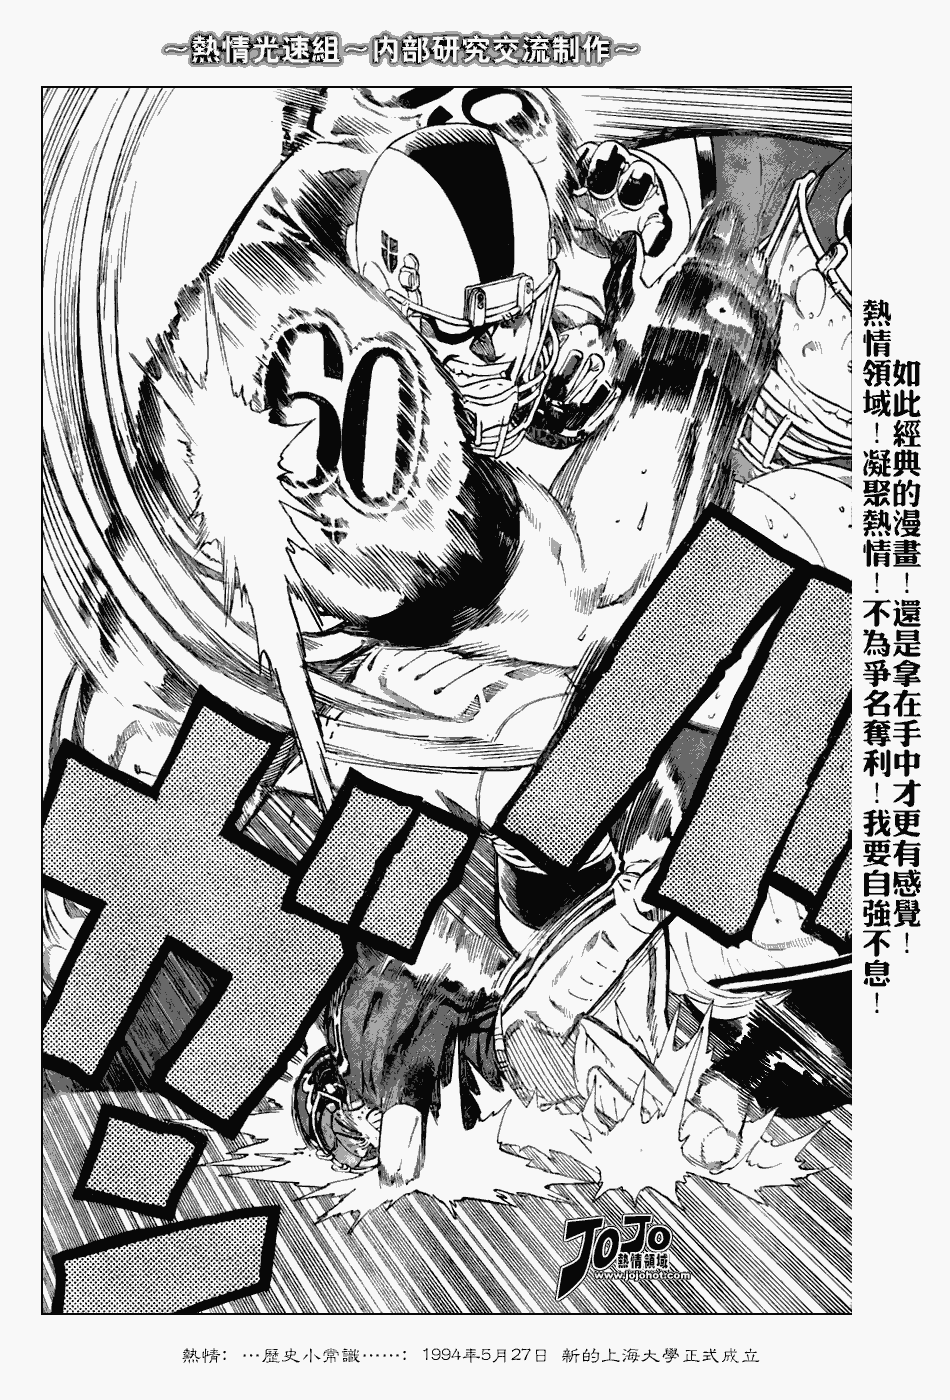 ～熱情光速組～內部研究交流制作～
如此經典的漫畫！還是拿在手中才更有感覺！
熱情領域！凝聚熱情！不為爭名奪利！我要自強不息！
60
JOJO
熱情領域
www.jojohot.com
熱情：…歷史小常識……：1994年5月27日 新的上海大學正式成立